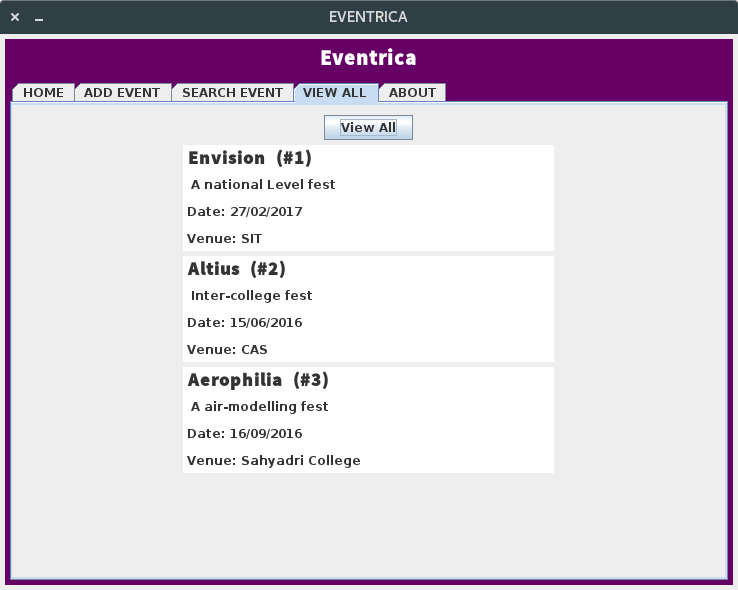 EVENTRICA
Eventrica
HOME ADD EVENT SEARCH EVENT VIEW ALL ABOUT
View All
Envision (#1)
A national Level fest
Date: 27/02/2017
Venue: SIT
Altius (#2)
Inter-college fest
Date: 15/06/2016
Venue: CAS
Aerophilia (#3)
A air-modelling fest
Date: 16/09/2016
Venue: Sahyadri College